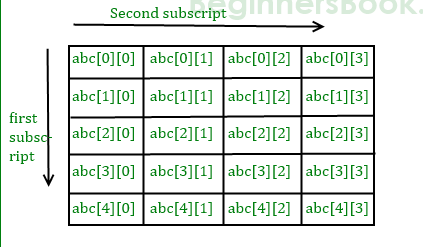 BeginnersBook.
Second subscript
abc[0][0] abc[0][1] abc[0][2] abc[0][3]
abc[1][0] abc[1][1] abc[1][2] abc[1][3]
first
subsc-
ript
abc[2][0] abc[2][1] abc[2][2] abc[2][3]
abc[3][0] abc[3][1] abc[3][2] abc[3][3]
abc[4][0] abc[4][1] abc[4][2] abc[4][3]